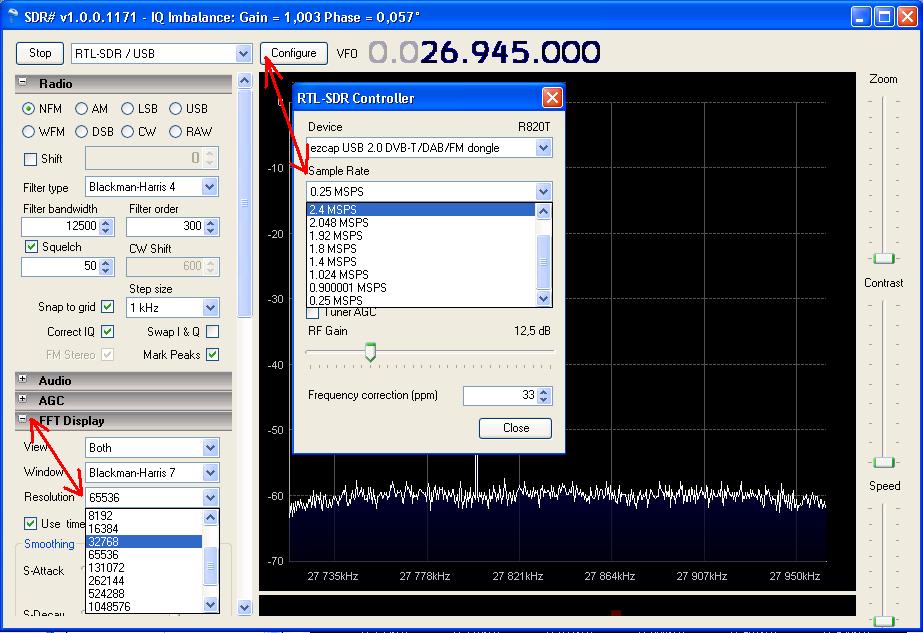 SDR# v1.0.0.1171 - IQ Imbalance: Gain = 1,003 Phase = 0,057°
Stop
RTL-SDR / USB
Configure
VFO
0.026.945.000
Radio
NFM AM LSB USB
WFM DSB CW RAW
Shift
0
Filter type
Blackman-Harris 4
Filter bandwidth
Filter order
12500
300
Squelch
CW Shift
50
600
Step size
Snap to grid
1 kHz
Correct IQ
Swap I & Q
FM Stereo
Mark Peaks
Audio
AGC
FFT Display
View
Both
Window
Blackman-Harris 7
Resolution
65536
8192
16384
32768
65536
131072
262144
524288
1048576
Use time
Smoothing
S-Attack
S-Decay
RTL-SDR Controller
Device
R820T
ezcap USB 2.0 DVB-T/DAB/FM dongle
Sample Rate
0.25 MSPS
2.4 MSPS
2.048 MSPS
1.92 MSPS
1.8 MSPS
1.4 MSPS
1.024 MSPS
0.900001 MSPS
0.25 MSPS
Tuner AGC
RF Gain
12,5 dB
Frequency correction (ppm)
33
Close
0
-10
-20
-30
-40
-50
-60
-70
27 735kHz
27 778kHz
27 821kHz
27 864kHz
27 907kHz
27 950kHz
Zoom
Contrast
Speed